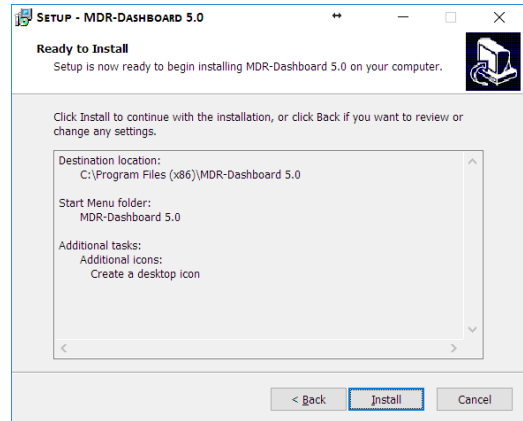 SETUP - MDR-DASHBOARD 5.0
Ready to Install
Setup is now ready to begin installing MDR-Dashboard 5.0 on your computer.
Click Install to continue with the installation, or click Back if you want to review or
change any settings.
Destination location:
C:\Program Files (x86)\MDR-Dashboard 5.0
Start Menu folder:
MDR-Dashboard 5.0
Additional tasks:
Additional icons:
Create a desktop icon
< Back
Install
Cancel